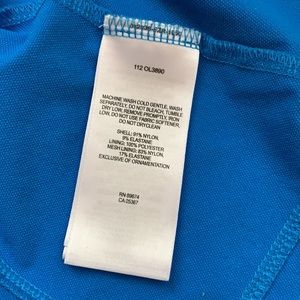 112 OL3890
MACHINE WASH COLD GENTLE, WASH
SEPARATELY, DO NOT BLEACH, TUMBLE
DRY LOW, REMOVE PROMPTLY, IRON
LOW, DO NOT USE FABRIC SOFTENER,
DO NOT DRYCLEAN
SHELL: 91% NYLON,
9% ELASTANE
LINING: 100% POLYESTER
MESH LINING: 83% NYLON,
17% ELASTANE
EXCLUSIVE OF ORNAMENTATION
RN 89674
CA 25367